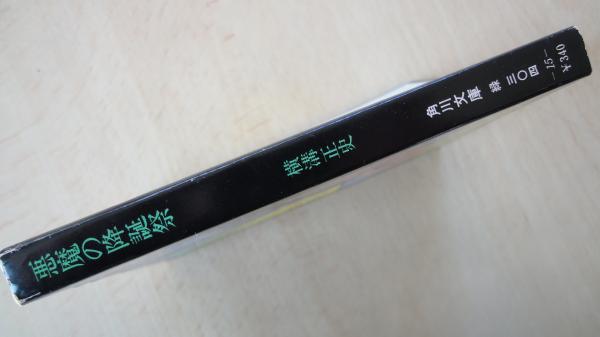 悪魔の降誕祭
横溝正史
角川文庫 緑 三〇四
—15—
￥340